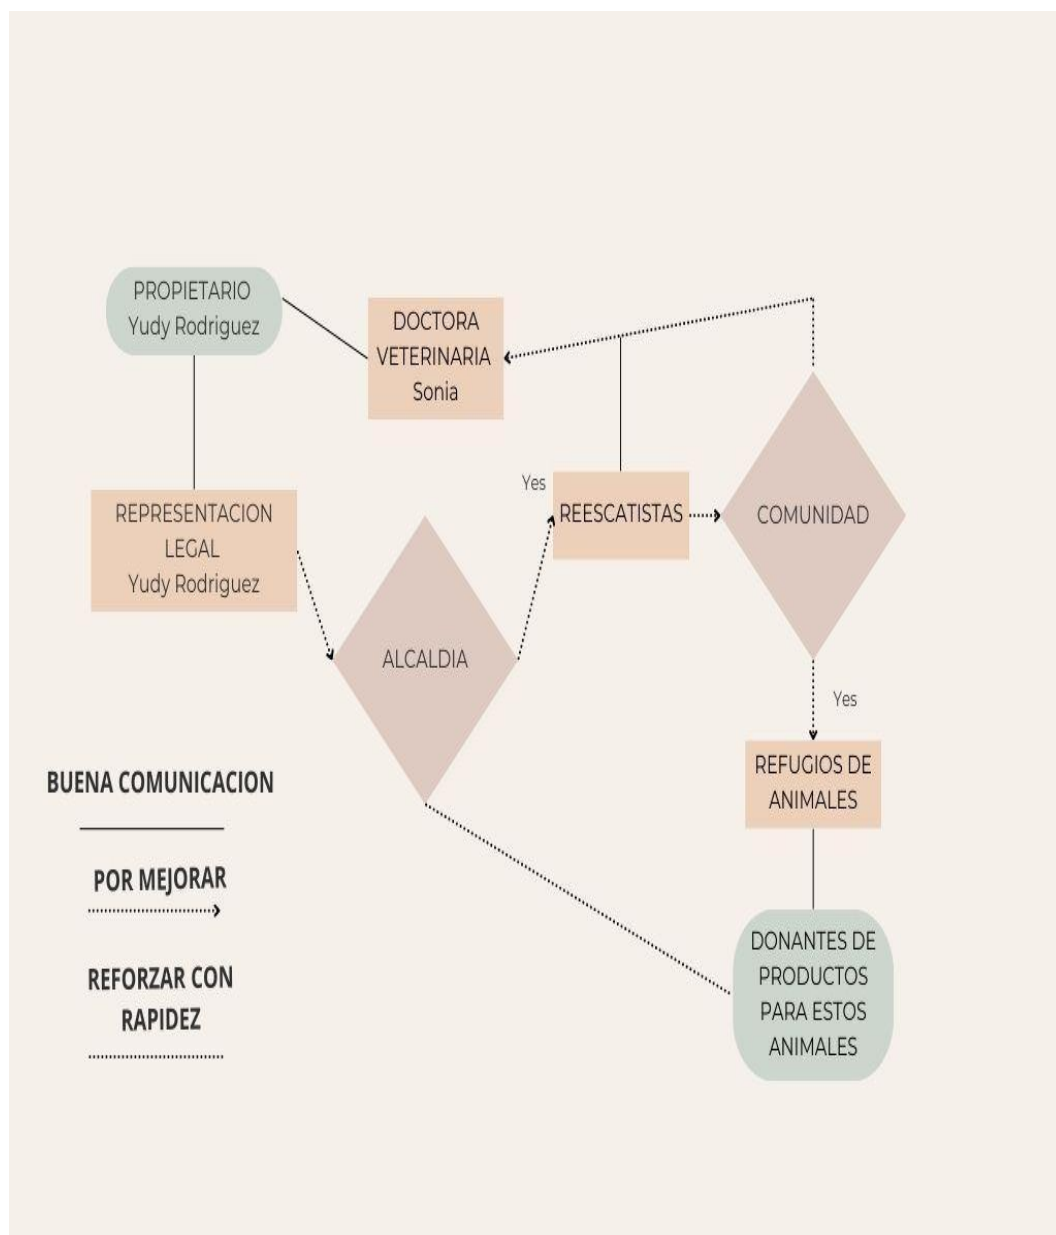 PROPIETARIO
Yudy Rodriguez
DOCTORA
VETERINARIA
Sonia
REPRESENTACION
LEGAL
Yudy Rodriguez
Yes
REESCATISTAS
COMUNIDAD
ALCALDIA
Yes
REFUGIOS DE
ANIMALES
DONANTES DE
PRODUCTOS
PARA ESTOS
ANIMALES
BUENA COMUNICACION
POR MEJORAR
REFORZAR CON
RAPIDEZ